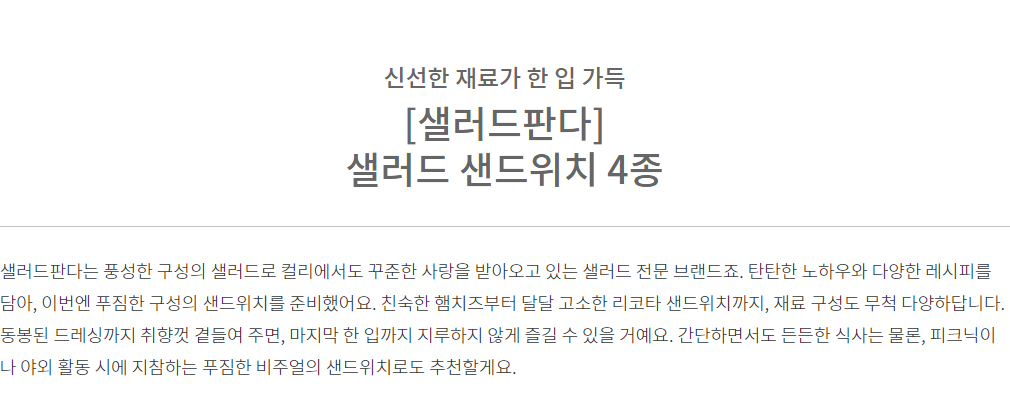 신선한 재료가 한 입 가득
[샐러드판다]
샐러드 샌드위치 4종
샐러드판다는 풍성한 구성의 샐러드로 컬리에서도 꾸준한 사랑을 받아오고 있는 샐러드 전문 브랜드죠. 탄탄한 노하우와 다양한 레시피를
담아, 이번엔 푸짐한 구성의 샌드위치를 준비했어요. 친숙한 햄치즈부터 달달 고소한 리코타 샌드위치까지, 재료 구성도 무척 다양하답니다.
동봉된 드레싱까지 취향껏 곁들여 주면, 마지막 한 입까지 지루하지 않게 즐길 수 있을 거예요. 간단하면서도 든든한 식사는 물론, 피크닉이
나 야외 활동 시에 지참하는 푸짐한 비주얼의 샌드위치로도 추천할게요.